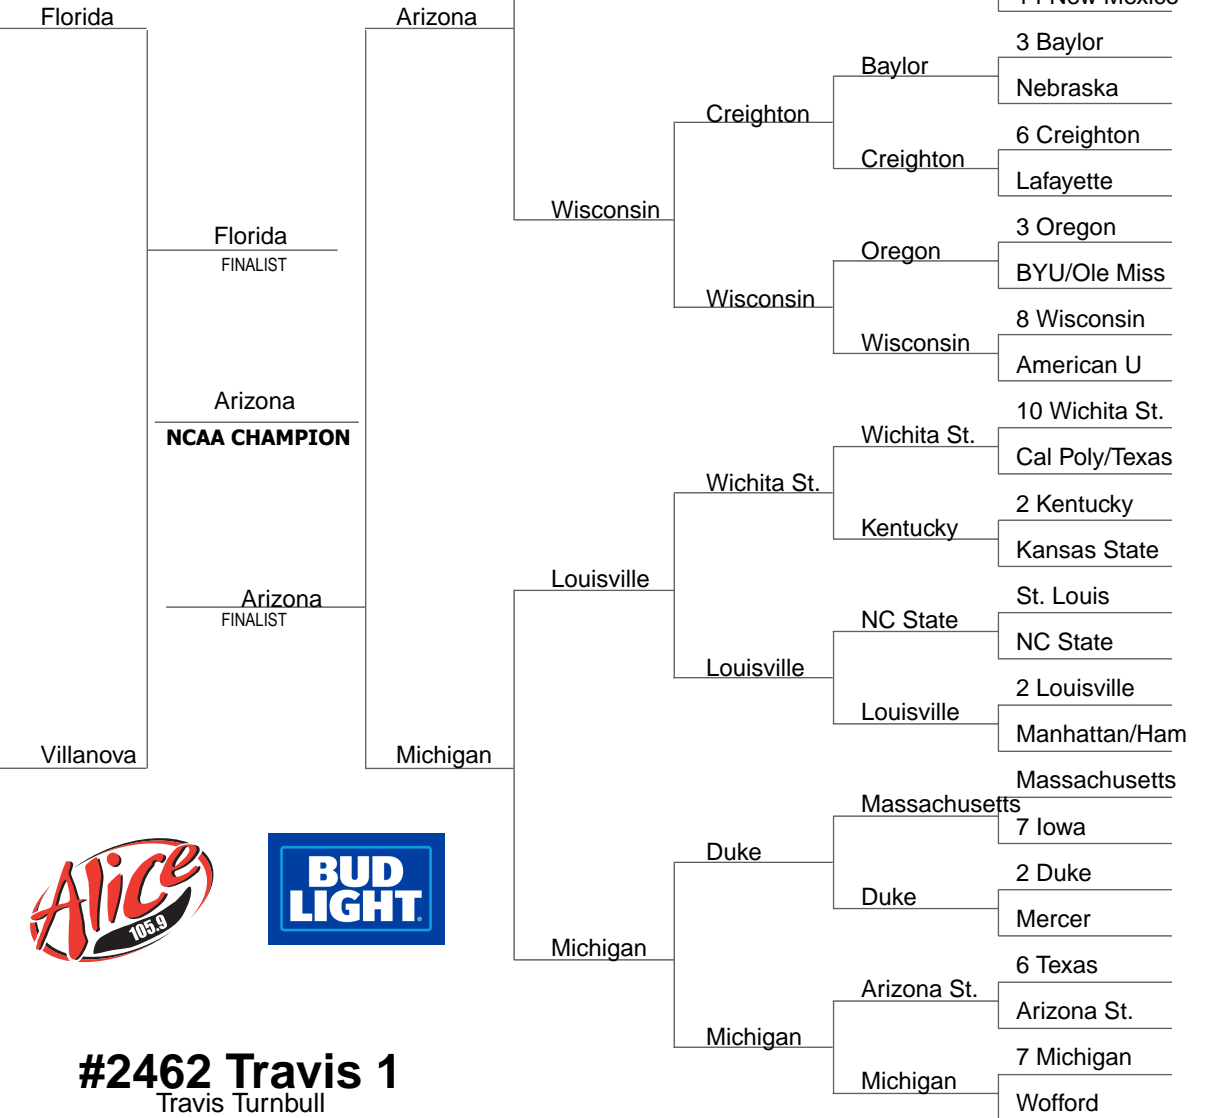 Florida
Arizona
3 Baylor
Baylor
Nebraska
Creighton
6 Creighton
Creighton
Lafayette
Wisconsin
3 Oregon
Florida
Oregon
FINALIST
BYU/Ole Miss
Wisconsin
8 Wisconsin
Wisconsin
American U
Arizona
10 Wichita St.
NCAA CHAMPION
Wichita St.
Cal Poly/Texas
Wichita St.
2 Kentucky
Kentucky
Kansas State
Louisville
Arizona
St. Louis
FINALIST
NC State
NC State
Louisville
2 Louisville
Louisville
Manhattan/Ham
Villanova
Michigan
Massachusetts
Massachusetts
7 Iowa
Duke
2 Duke
Duke
Mercer
Alice
105.9
BUD
LIGHT
Michigan
6 Texas
Arizona St.
Arizona St.
Michigan
7 Michigan
Michigan
Wofford
#2462 Travis 1
Travis Turnbull